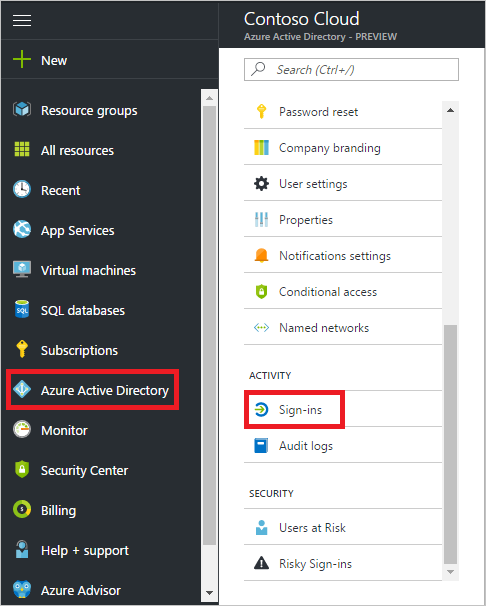 New
Resource groups
All resources
Recent
App Services
Virtual machines
SQL
SQL databases
Subscriptions
Azure Active Directory
Monitor
Security Center
Billing
Help + support
Azure Advisor
Contoso Cloud
Azure Active Directory - PREVIEW
Search (Ctrl+/)
Password reset
Company branding
User settings
Properties
Notifications settings
Conditional access
Named networks
ACTIVITY
Sign-ins
Audit logs
SECURITY
Users at Risk
Risky Sign-ins